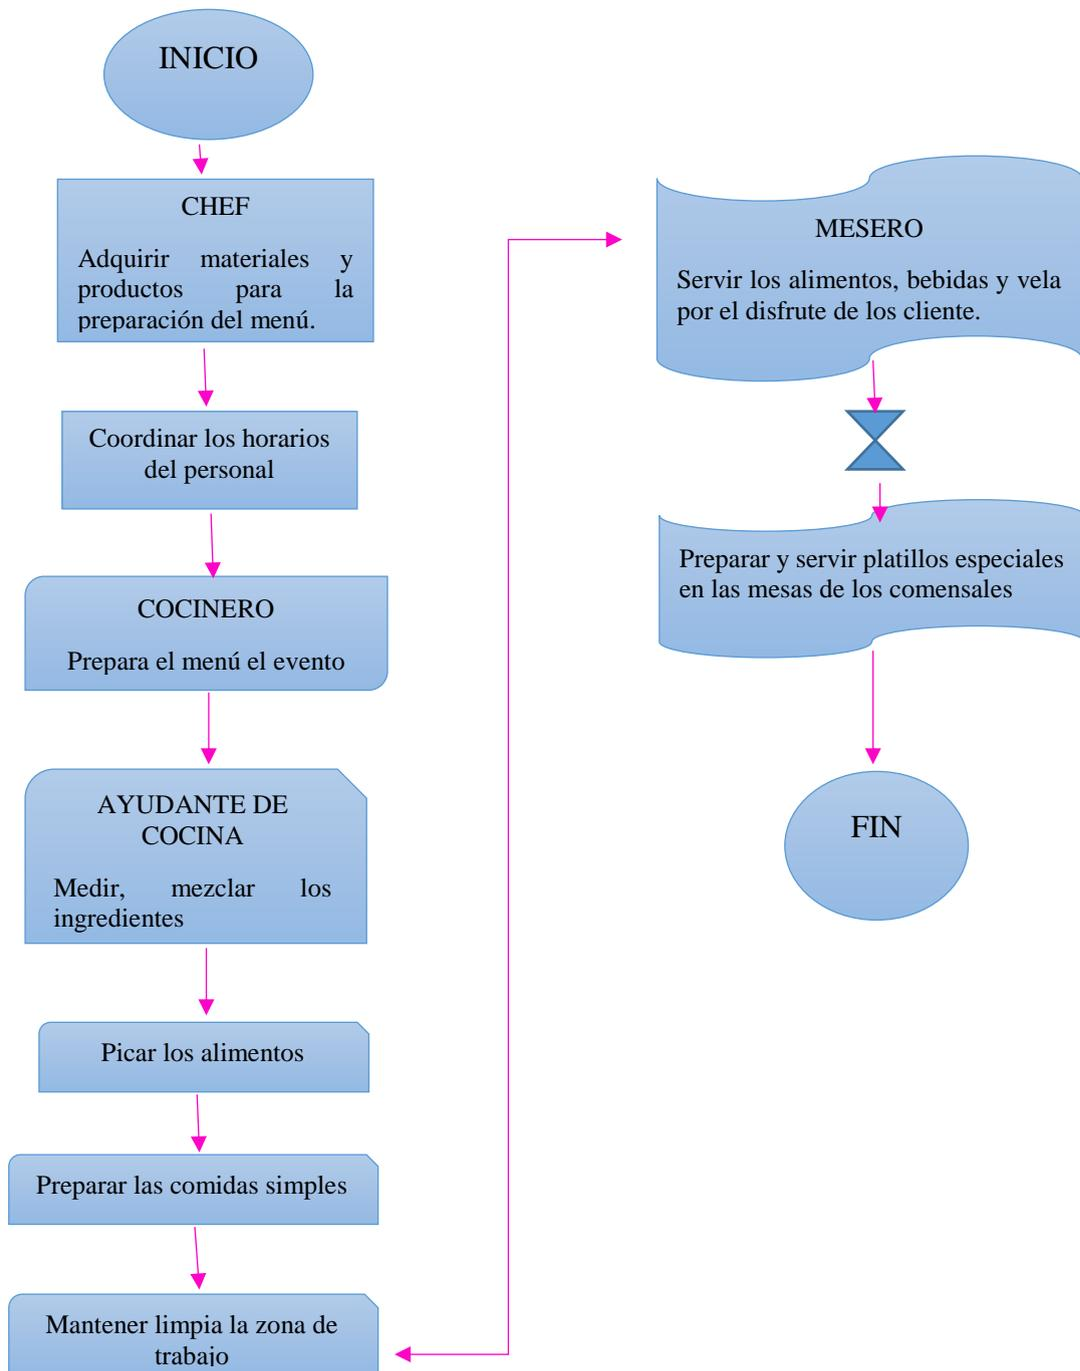 INICIO
CHEF
Adquirir materiales y
productos para la
preparación del menú.
Coordinar los horarios
del personal
COCINERO
Prepara el menú el evento
AYUDANTE DE
COCINA
Medir, mezclar los
ingredientes
Picar los alimentos
Preparar las comidas simples
Mantener limpia la zona de
trabajo
MESERO
Servir los alimentos, bebidas y vela
por el disfrute de los cliente.
Preparar y servir platillos especiales
en las mesas de los comensales
FIN